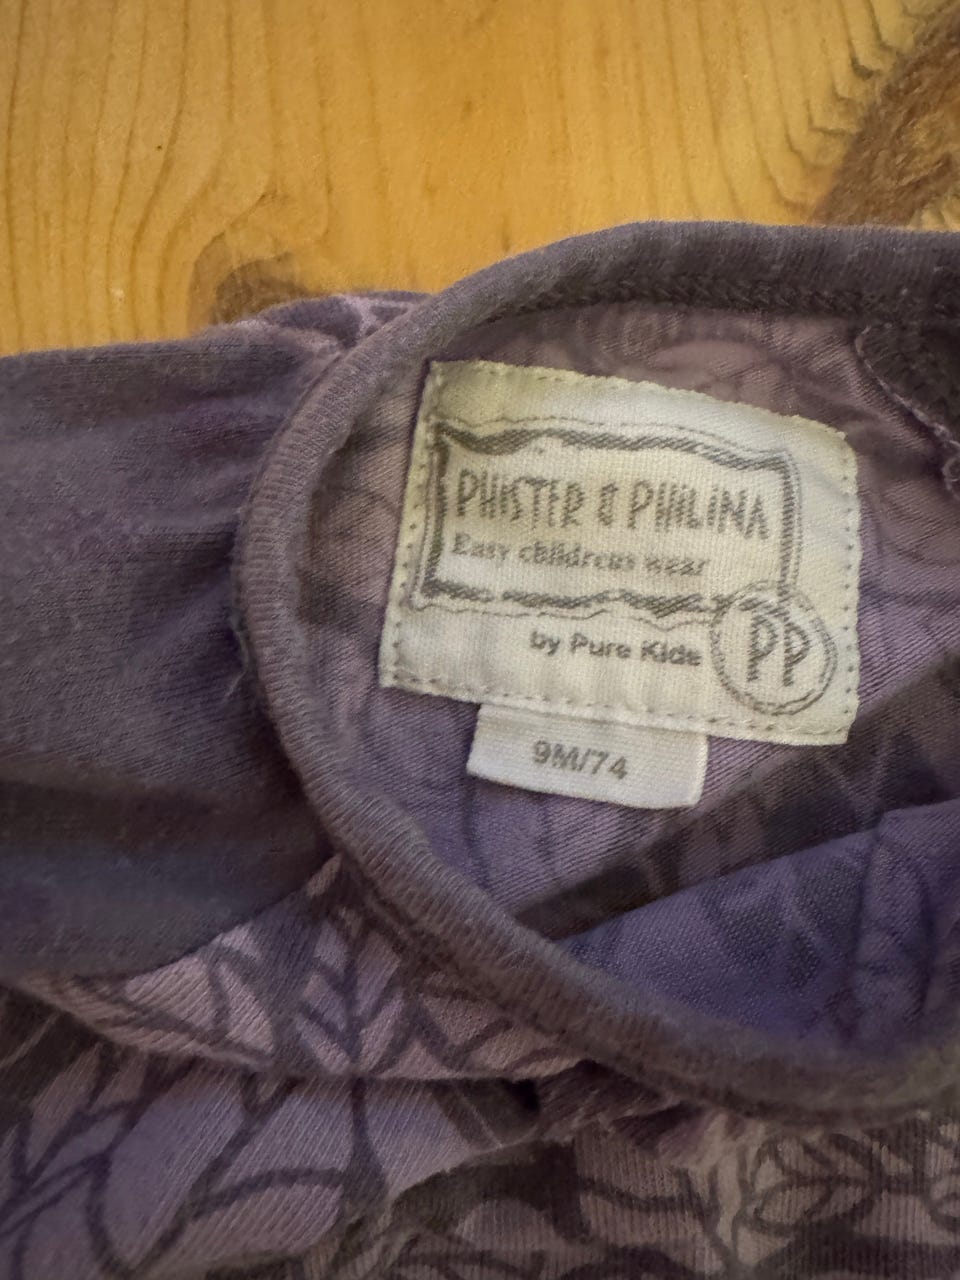 PHISTER & PHILINA
Easy childrens wear
by Pure Kids
PP
9M/74